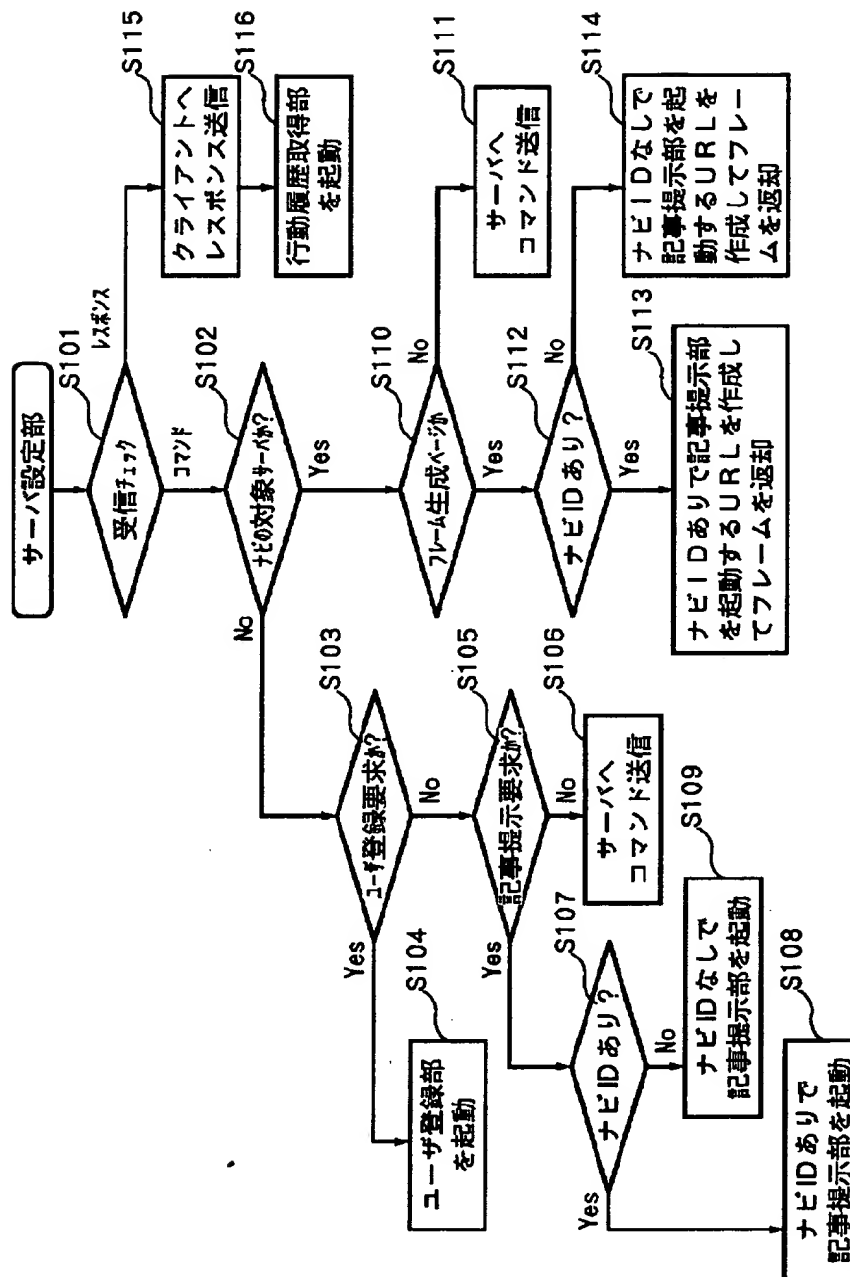 サーバ設定部
S101
受信チェック
レスポンス
コマンド
S115
クライアントへ
レスポンス送信
S116
行動履歴取得部
を起動
S102
ナビの対象サーバか?
No
Yes
S103
ユーザ登録要求か?
Yes
No
S104
ユーザ登録部
を起動
S105
記事提示要求か?
Yes
No
S106
サーバへ
コマンド送信
S107
ナビIDあり?
Yes
No
S108
ナビIDありで
記事提示部を起動
S109
ナビIDなしで
記事提示部を起動
S110
フレーム生成ページか
No
Yes
S111
サーバへ
コマンド送信
S112
ナビIDあり?
No
Yes
S113
ナビIDありで記事提示部
を起動するURLを作成し
てフレームを返却
S114
ナビIDなしで
記事提示部を起
動するURLを
作成してフレー
ムを返却